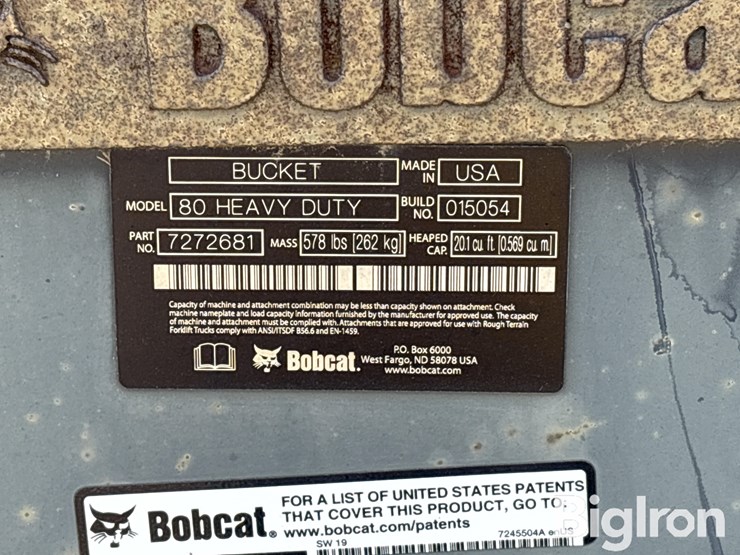 Bobca
BUCKET
MADE IN USA
MODEL 80 HEAVY DUTY
BUILD NO. 015054
PART NO. 7272681 MASS 578 lbs [262 kg] HEAPED CAP. 20.1 cu. ft. [0.569 cu. m.]
Capacity of machine and attachment combination may be less than capacity shown on attachment. Check
machine nameplate and load capacity information furnished by the manufacturer for approved use. The capacity
of machine and attachment must be complied with. Attachments that are approved for use with Rough Terrain
Forklift Trucks comply with ANSI/ITSDF B56.6 and EN-1459.
Bobcat.
P.O. Box 6000
West Fargo, ND 58078 USA
www.bobcat.com
Bobcat®
FOR A LIST OF UNITED STATES PATENTS
THAT COVER THIS PRODUCT, GO TO:
www.bobcat.com/patents
SW 19
7245504A enUS
BigIron